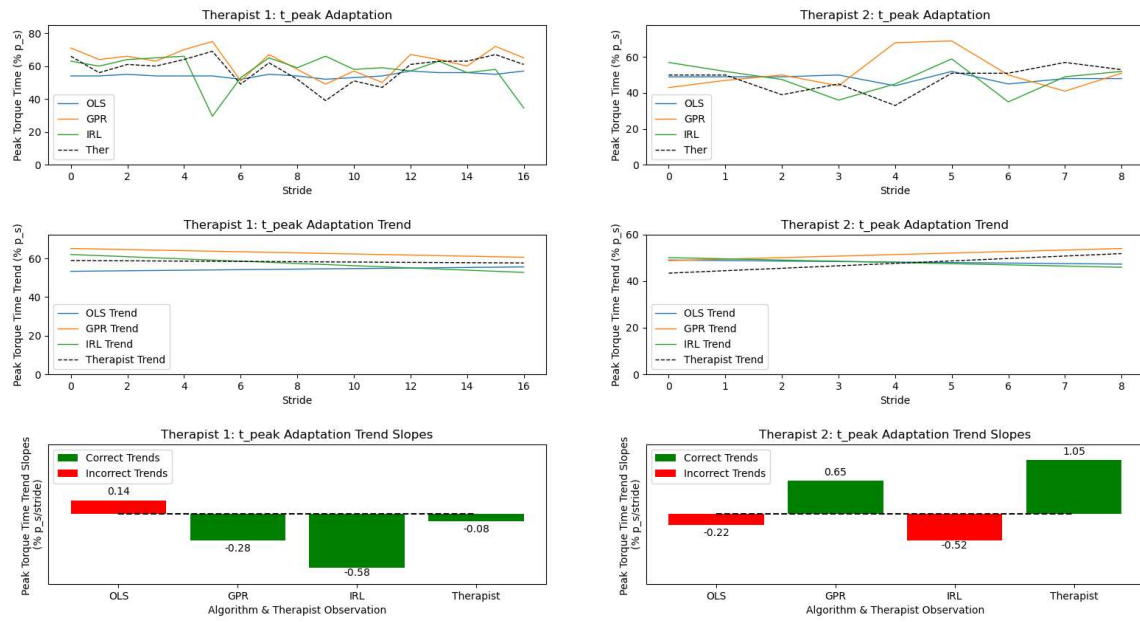 Therapist 1: t_peak Adaptation
Peak Torque Time (% p_s)
80
60
40
20
0
OLS
GPR
IRL
Ther
0 2 4 6 8 10 12 14 16
Stride
Therapist 2: t_peak Adaptation
Peak Torque Time (% p_s)
60
40
20
0
OLS
GPR
IRL
Ther
0 1 2 3 4 5 6 7 8
Stride
Therapist 1: t_peak Adaptation Trend
Peak Torque Time Trend (% p_s)
60
40
20
0
OLS Trend
GPR Trend
IRL Trend
Therapist Trend
0 2 4 6 8 10 12 14 16
Stride
Therapist 2: t_peak Adaptation Trend
Peak Torque Time Trend (% p_s)
60
40
20
0
OLS Trend
GPR Trend
IRL Trend
Therapist Trend
0 1 2 3 4 5 6 7 8
Stride
Therapist 1: t_peak Adaptation Trend Slopes
Peak Torque Time Trend Slopes
(% p_s/stride)
Correct Trends
Incorrect Trends
0.14
-0.28
-0.58
-0.08
OLS GPR IRL Therapist
Algorithm & Therapist Observation
Therapist 2: t_peak Adaptation Trend Slopes
Peak Torque Time Trend Slopes
(% p_s/stride)
Correct Trends
Incorrect Trends
-0.22
0.65
-0.52
1.05
OLS GPR IRL Therapist
Algorithm & Therapist Observation